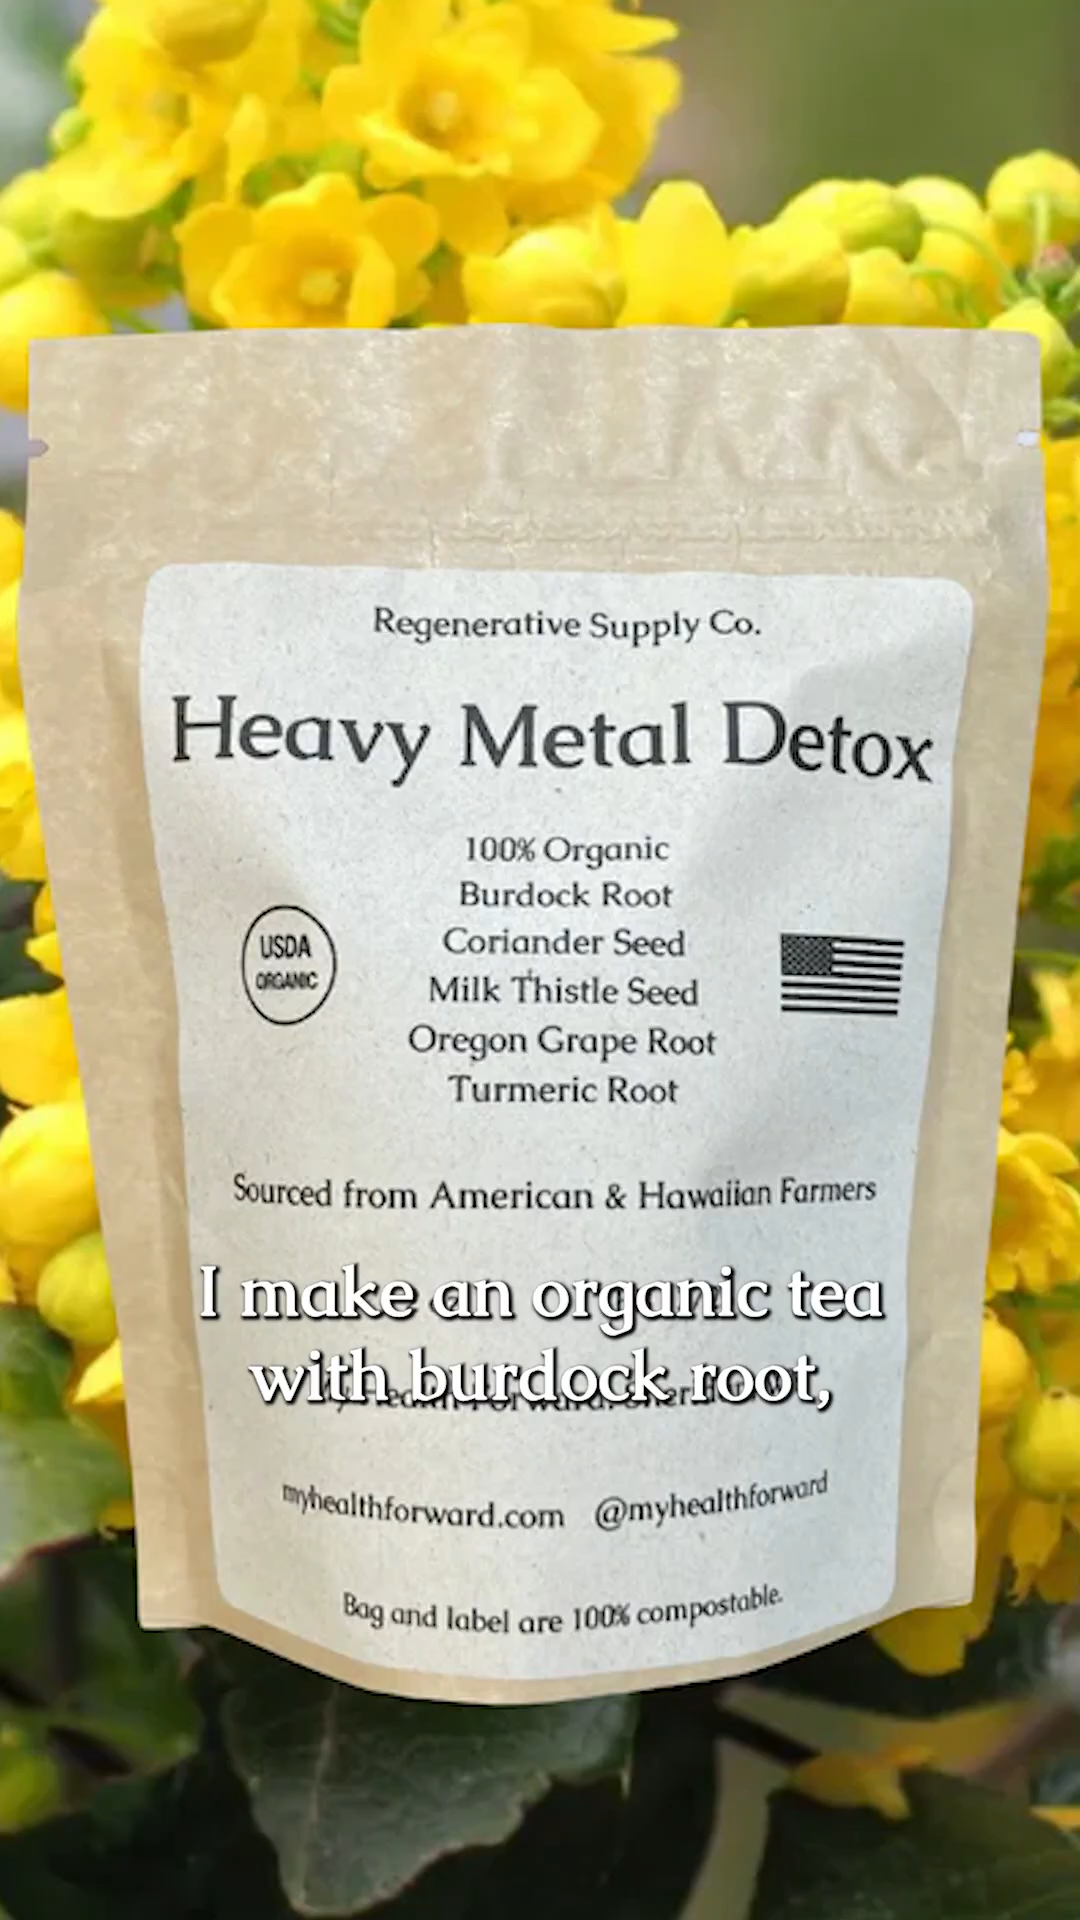 Regenerative Supply Co.
Heavy Metal Detox
100% Organic
Burdock Root
Coriander Seed
Milk Thistle Seed
Oregon Grape Root
Turmeric Root
USDA
ORGANIC
Sourced from American & Hawaiian Farmers
I make an organic tea
with burdock root,
myhealthforward.com @myhealthforward
Bag and label are 100% compostable.